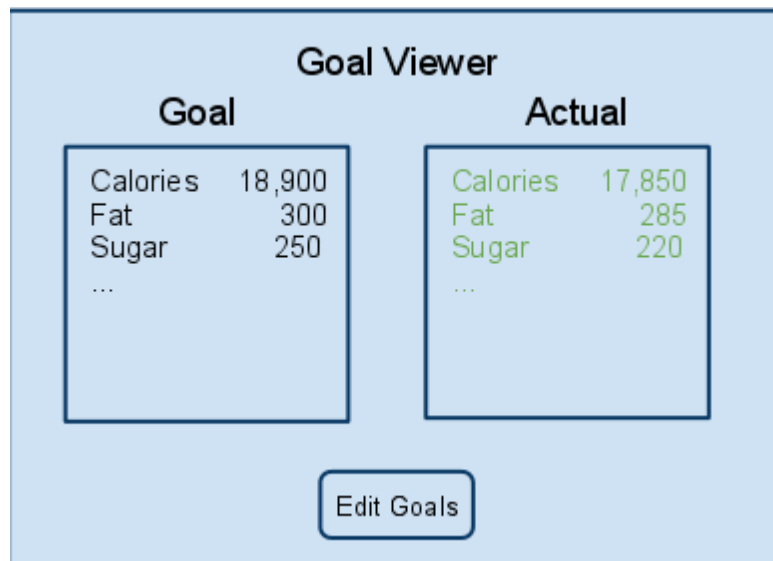 Goal Viewer
Goal
Calories 18,900
Fat 300
Sugar 250
...
Actual
Calories 17,850
Fat 285
Sugar 220
...
Edit Goals